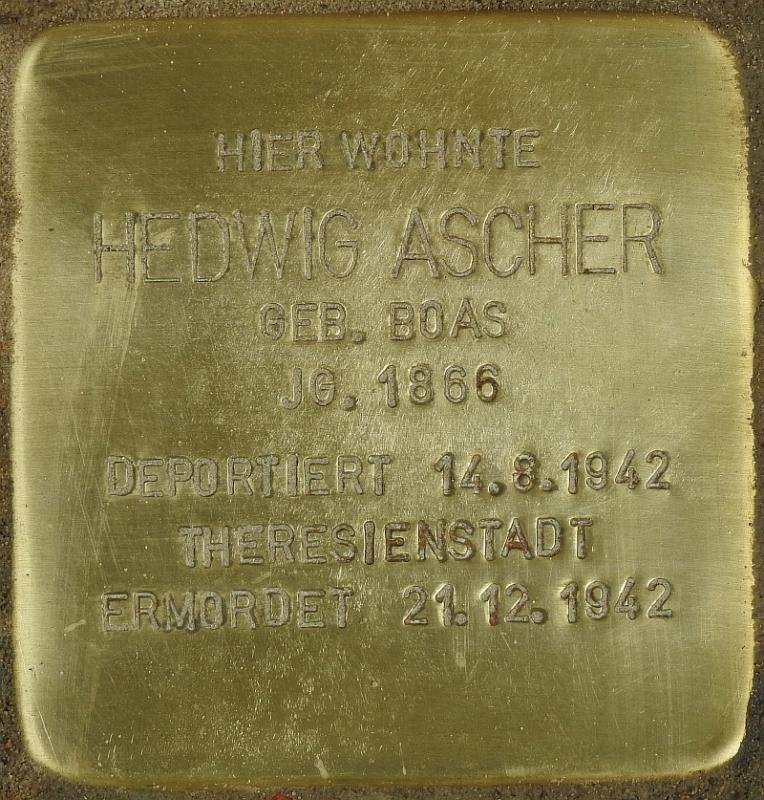 HIER WOHNTE
HEDWIG ASCHER
GEB. BOAS
JG. 1866
DEPORTIERT 14.8.1942
THERESIENSTADT
ERMORDET 21.12.1942